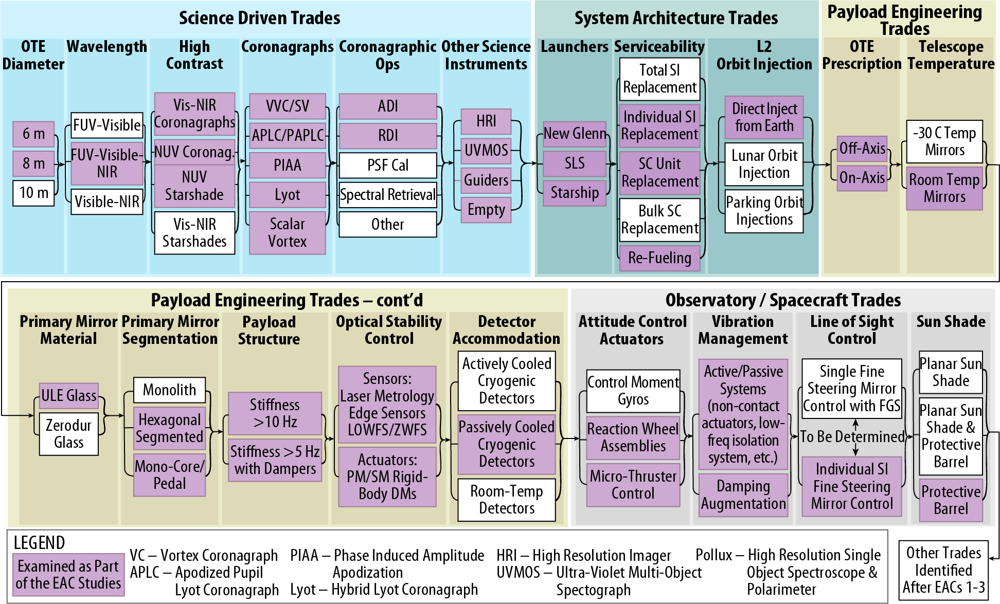 Science Driven Trades
System Architecture Trades
Payload Engineering
Trades
OTE
Diameter
Wavelength
High
Contrast
Coronagraphs
Coronagraphic
Ops
Other Science
Instruments
Launchers
Serviceability
L2
Orbit Injection
OTE
Prescription
Telescope
Temperature
6 m
8 m
10 m
FUV-Visible
FUV-Visible-
NIR
Visible-NIR
Vis-NIR
Coronagraphs
NUV Coronag.
NUV
Starshade
Vis-NIR
Starshades
VVC/SV
APLC/PAPLC
PIAA
Lyot
Scalar
Vortex
ADI
RDI
PSF Cal
Spectral Retrieval
Other
HRI
UVMOS
Guiders
Empty
New Glenn
SLS
Starship
Total SI
Replacement
Individual SI
Replacement
SC Unit
Replacement
Bulk SC
Replacement
Re-Fueling
Direct Inject
from Earth
Lunar Orbit
Injection
Parking Orbit
Injections
Off-Axis
On-Axis
-30 C Temp
Mirrors
Room Temp
Mirrors
Payload Engineering Trades – cont’d
Observatory / Spacecraft Trades
Primary Mirror
Material
Primary Mirror
Segmentation
Payload
Structure
Optical Stability
Control
Detector
Accommodation
Attitude Control
Actuators
Vibration
Management
Line of Sight
Control
Sun Shade
ULE Glass
Zerodur
Glass
Monolith
Hexagonal
Segmented
Mono-Core/
Pedal
Stiffness
>10 Hz
Stiffness >5 Hz
with Dampers
Sensors:
Laser Metrology
Edge Sensors
LOWFS/ZWFS
Actuators:
PM/SM Rigid-
Body DMs
Actively Cooled
Cryogenic
Detectors
Passively Cooled
Cryogenic
Detectors
Room-Temp
Detectors
Control Moment
Gyros
Reaction Wheel
Assemblies
Micro-Thruster
Control
Active/Passive
Systems
(non-contact
actuators, low-
freq isolation
system, etc.)
Damping
Augmentation
Single Fine
Steering Mirror
Control with FGS
To Be Determined
Individual SI
Fine Steering
Mirror Control
Planar Sun
Shade
Planar Sun
Shade &
Protective
Barrel
Protective
Barrel
LEGEND
Examined as Part
of the EAC Studies
VC – Vortex Coronagraph
APLC – Apodized Pupil
Lyot Coronagraph
PIAA – Phase Induced Amplitude
Apodization
Lyot – Hybrid Lyot Coronagraph
HRI – High Resolution Imager
UVMOS – Ultra-Violet Multi-Object
Spectograph
Pollux – High Resolution Single
Object Spectroscope &
Polarimeter
Other Trades
Identified
After EACs 1-3